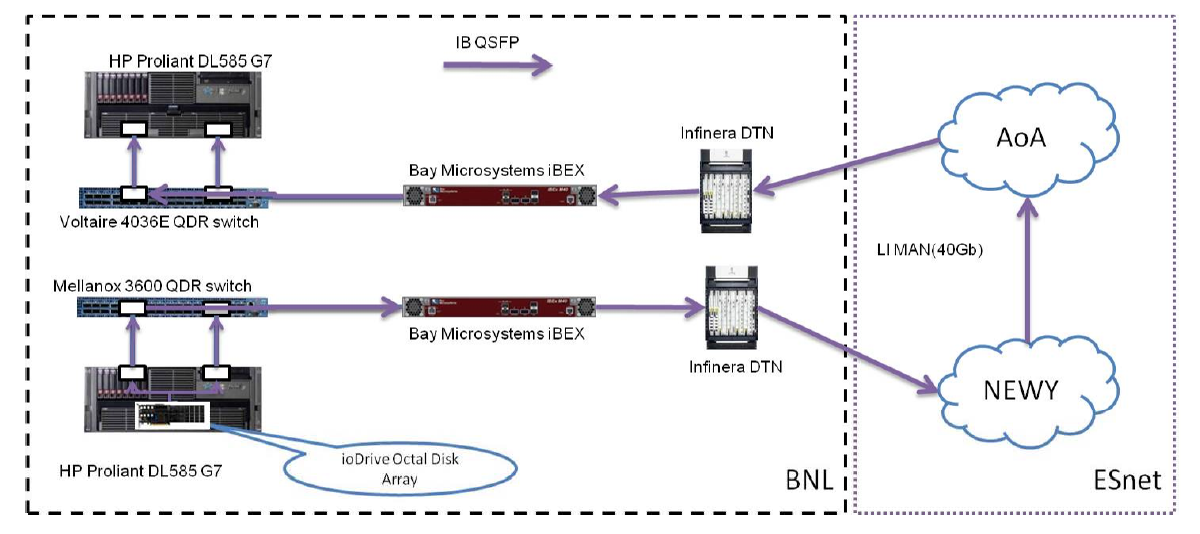 IB QSFP
HP Proliant DL585 G7
Infinera DTN
AoA
Bay Microsystems iBEX
Voltaire 4036E QDR switch
LI MAN(40Gb)
Mellanox 3600 QDR switch
Bay Microsystems iBEX
Infinera DTN
NEWY
ioDrive Octal Disk
Array
HP Proliant DL585 G7
BNL
ESnet